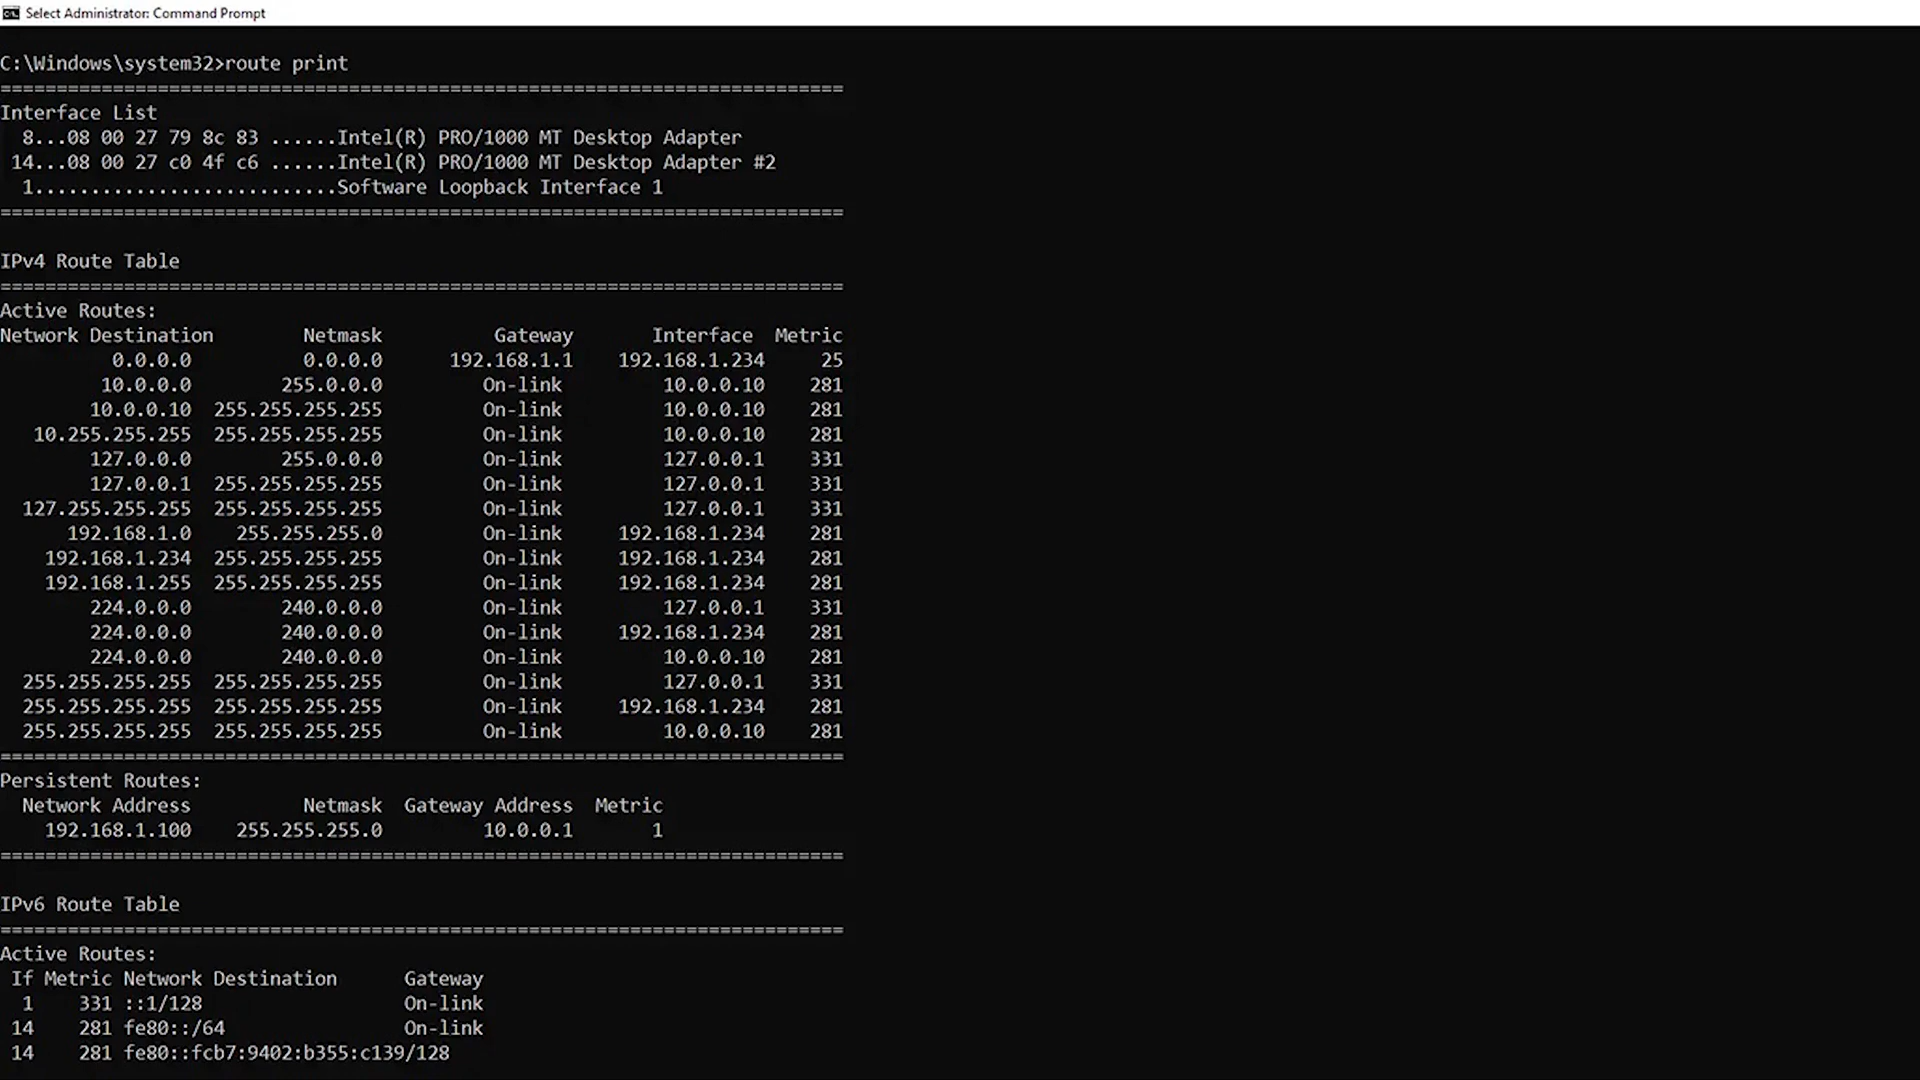 Select Administrator: Command Prompt
C:\Windows\system32>route print
===========================================================================
Interface List
  8...08 00 27 79 8c 83 ......Intel(R) PRO/1000 MT Desktop Adapter
 14...08 00 27 c0 4f c6 ......Intel(R) PRO/1000 MT Desktop Adapter #2
  1...........................Software Loopback Interface 1
===========================================================================
IPv4 Route Table
===========================================================================
Active Routes:
Network Destination        Netmask          Gateway       Interface  Metric
          0.0.0.0          0.0.0.0      192.168.1.1    192.168.1.234     25
         10.0.0.0        255.0.0.0         On-link         10.0.0.10    281
        10.0.0.10  255.255.255.255         On-link         10.0.0.10    281
   10.255.255.255  255.255.255.255         On-link         10.0.0.10    281
        127.0.0.0        255.0.0.0         On-link         127.0.0.1    331
        127.0.0.1  255.255.255.255         On-link         127.0.0.1    331
  127.255.255.255  255.255.255.255         On-link         127.0.0.1    331
      192.168.1.0    255.255.255.0         On-link     192.168.1.234    281
    192.168.1.234  255.255.255.255         On-link     192.168.1.234    281
    192.168.1.255  255.255.255.255         On-link     192.168.1.234    281
        224.0.0.0        240.0.0.0         On-link         127.0.0.1    331
        224.0.0.0        240.0.0.0         On-link     192.168.1.234    281
        224.0.0.0        240.0.0.0         On-link         10.0.0.10    281
  255.255.255.255  255.255.255.255         On-link         127.0.0.1    331
  255.255.255.255  255.255.255.255         On-link     192.168.1.234    281
  255.255.255.255  255.255.255.255         On-link         10.0.0.10    281
===========================================================================
Persistent Routes:
  Network Address          Netmask  Gateway Address  Metric
    192.168.1.100    255.255.255.0         10.0.0.1       1
===========================================================================
IPv6 Route Table
===========================================================================
Active Routes:
 If Metric Network Destination      Gateway
  1    331 ::1/128                  On-link
 14    281 fe80::/64                On-link
 14    281 fe80::fcb7:9402:b355:c139/128